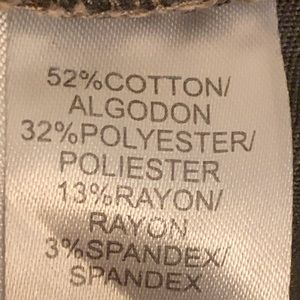 52%COTTON/
ALGODON
32%POLYESTER/
POLIESTER
13%RAYON/
RAYON
3%SPANDEX/
SPANDEX